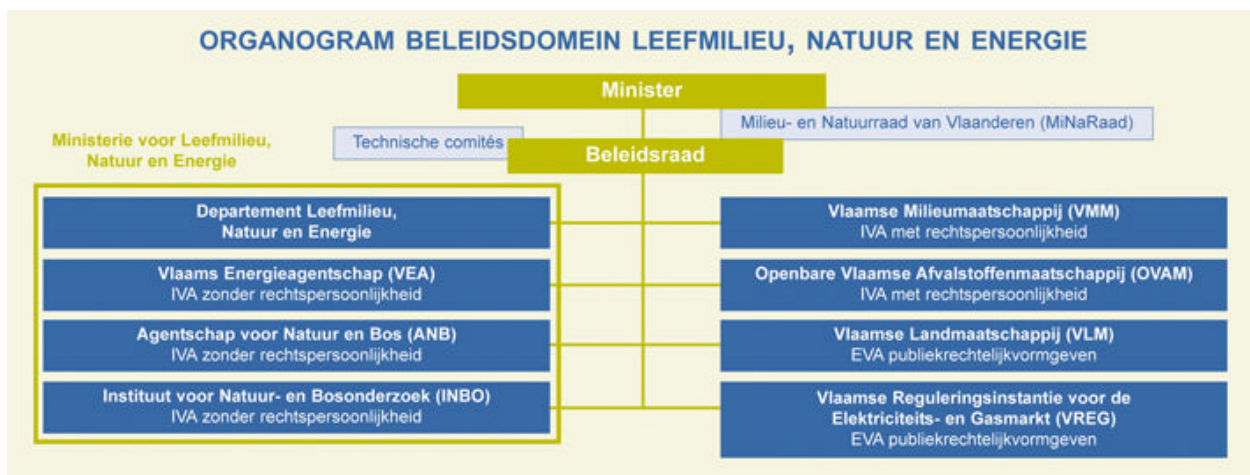 ORGANOGRAM BELEIDSDOMEIN LEEFMILIEU, NATUUR EN ENERGIE
Minister
Milieu- en Natuurraad van Vlaanderen (MiNaRaad)
Ministerie voor Leefmilieu,
Natuur en Energie
Technische comités
Beleidsraad
Departement Leefmilieu,
Natuur en Energie
Vlaams Energieagentschap (VEA)
IVA zonder rechtspersoonlijkheid
Agentschap voor Natuur en Bos (ANB)
IVA zonder rechtspersoonlijkheid
Instituut voor Natuur- en Bosonderzoek (INBO)
IVA zonder rechtspersoonlijkheid
Vlaamse Milieumaatschappij (VMM)
IVA met rechtspersoonlijkheid
Openbare Vlaamse Afvalstoffenmaatschappij (OVAM)
IVA met rechtspersoonlijkheid
Vlaamse Landmaatschappij (VLM)
EVA publiekrechtelijkvormgeven
Vlaamse Reguleringsinstantie voor de
Elektriciteits- en Gasmarkt (VREG)
EVA publiekrechtelijkvormgeven